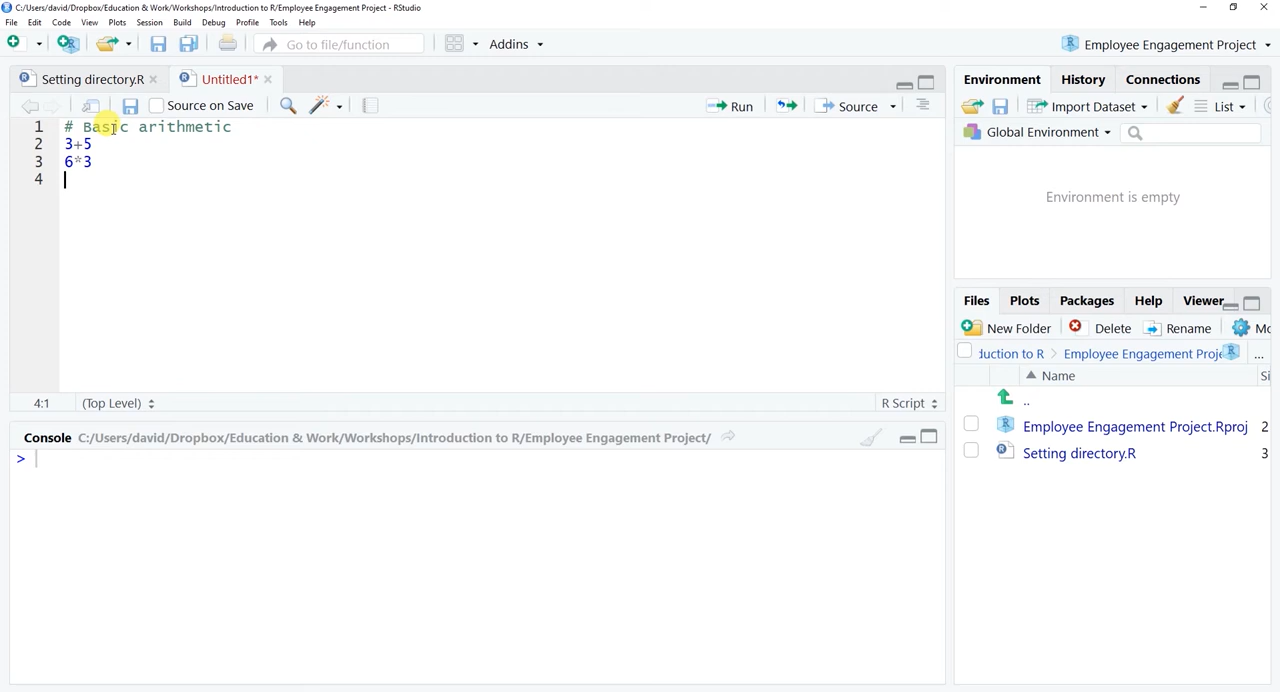 C:/Users/david/Dropbox/Education & Work/Workshops/Introduction to R/Employee Engagement Project - RStudio
File Edit Code View Plots Session Build Debug Profile Tools Help
Go to file/function Addins Employee Engagement Project
Setting directory.R Untitled1*
Source on Save Run Source
1 # Basic arithmetic
2 3+5
3 6*3
4
4:1 (Top Level) R Script
Console C:/Users/david/Dropbox/Education & Work/Workshops/Introduction to R/Employee Engagement Project/
>
Environment History Connections
Import Dataset List
Global Environment
Environment is empty
Files Plots Packages Help Viewer
New Folder Delete Rename Mo
duction to R > Employee Engagement Proje ...
Name Si
..
Employee Engagement Project.Rproj 2
Setting directory.R 3